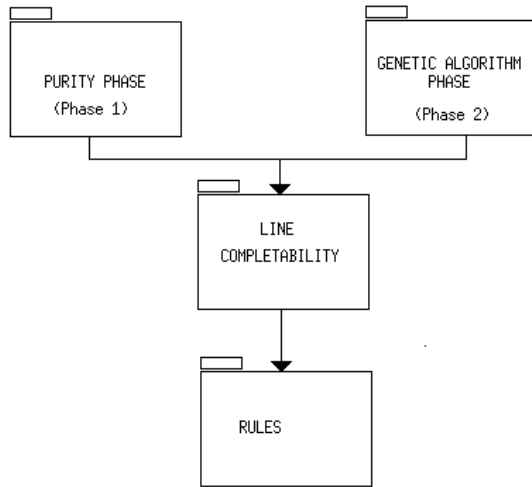 PURITY PHASE
(Phase 1)
GENETIC ALGORITHM
PHASE
(Phase 2)
LINE
COMPLETABILITY
RULES